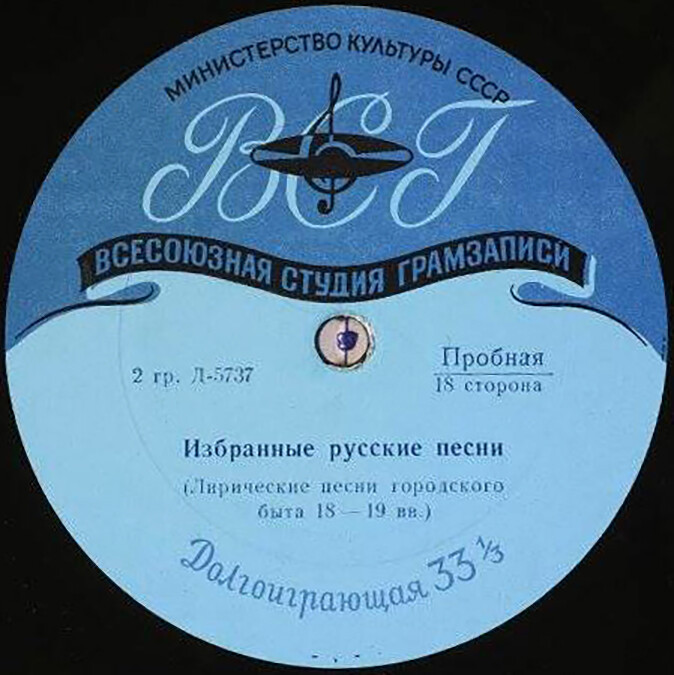 МИНИСТЕРСТВО КУЛЬТУРЫ СССР
ВСГ
ВСЕСОЮЗНАЯ СТУДИЯ ГРАМЗАПИСИ
2 гр. Д-5737
Пробная
18 сторона
Избранные русские песни
(Лирические песни городского
быта 18 — 19 вв.)
Долгоиграющая 33 ⅓